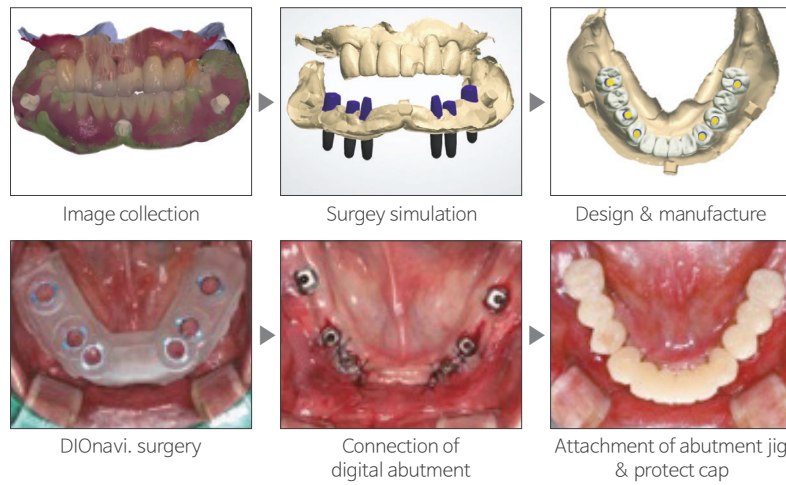 Image collection
Surgey simulation
Design & manufacture
DIOnavi. surgery
Connection of
digital abutment
Attachment of abutment jig
& protect cap